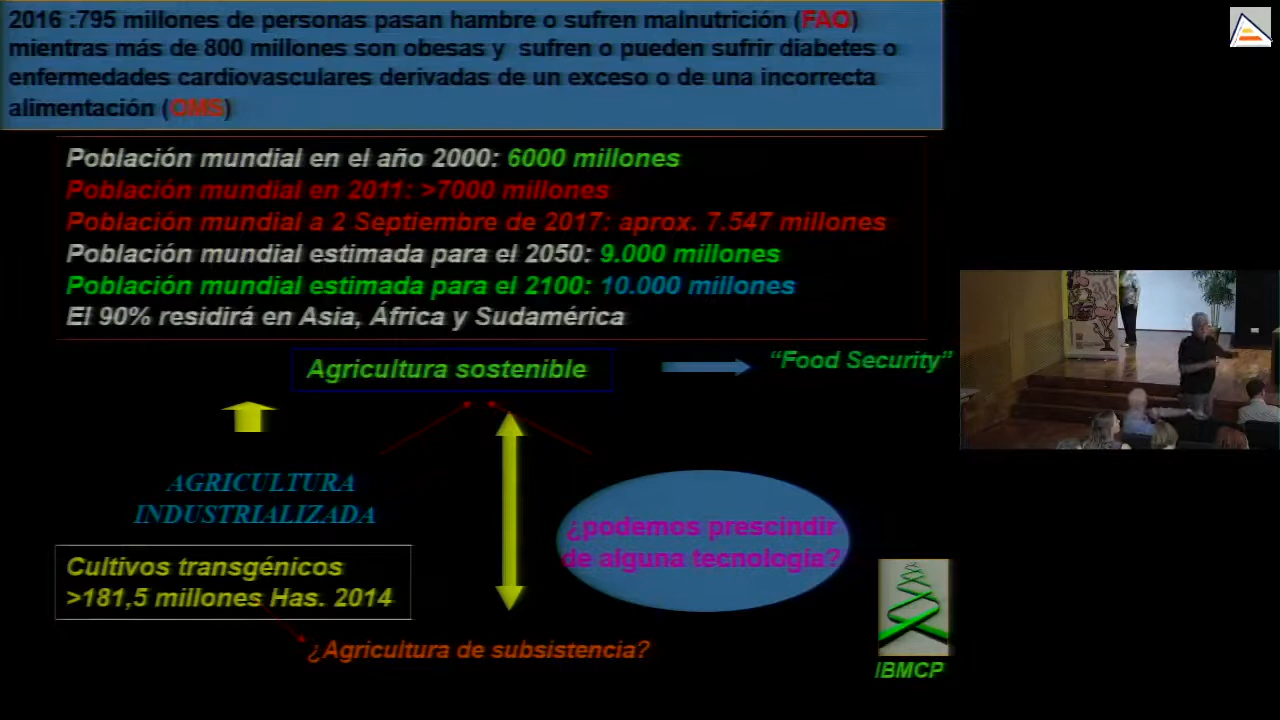 2016 :795 millones de personas pasan hambre o sufren malnutrición (FAO)
mientras más de 800 millones son obesas y sufren o pueden sufrir diabetes o
enfermedades cardiovasculares derivadas de un exceso o de una incorrecta
alimentación (OMS)
Población mundial en el año 2000: 6000 millones
Población mundial en 2011: >7000 millones
Población mundial a 2 Septiembre de 2017: aprox. 7.547 millones
Población mundial estimada para el 2050: 9.000 millones
Población mundial estimada para el 2100: 10.000 millones
El 90% residirá en Asia, África y Sudamérica
Agricultura sostenible
“Food Security”
AGRICULTURA
INDUSTRIALIZADA
¿podemos prescindir
de alguna tecnología?
Cultivos transgénicos
>181,5 millones Has. 2014
¿Agricultura de subsistencia?
IBMCP